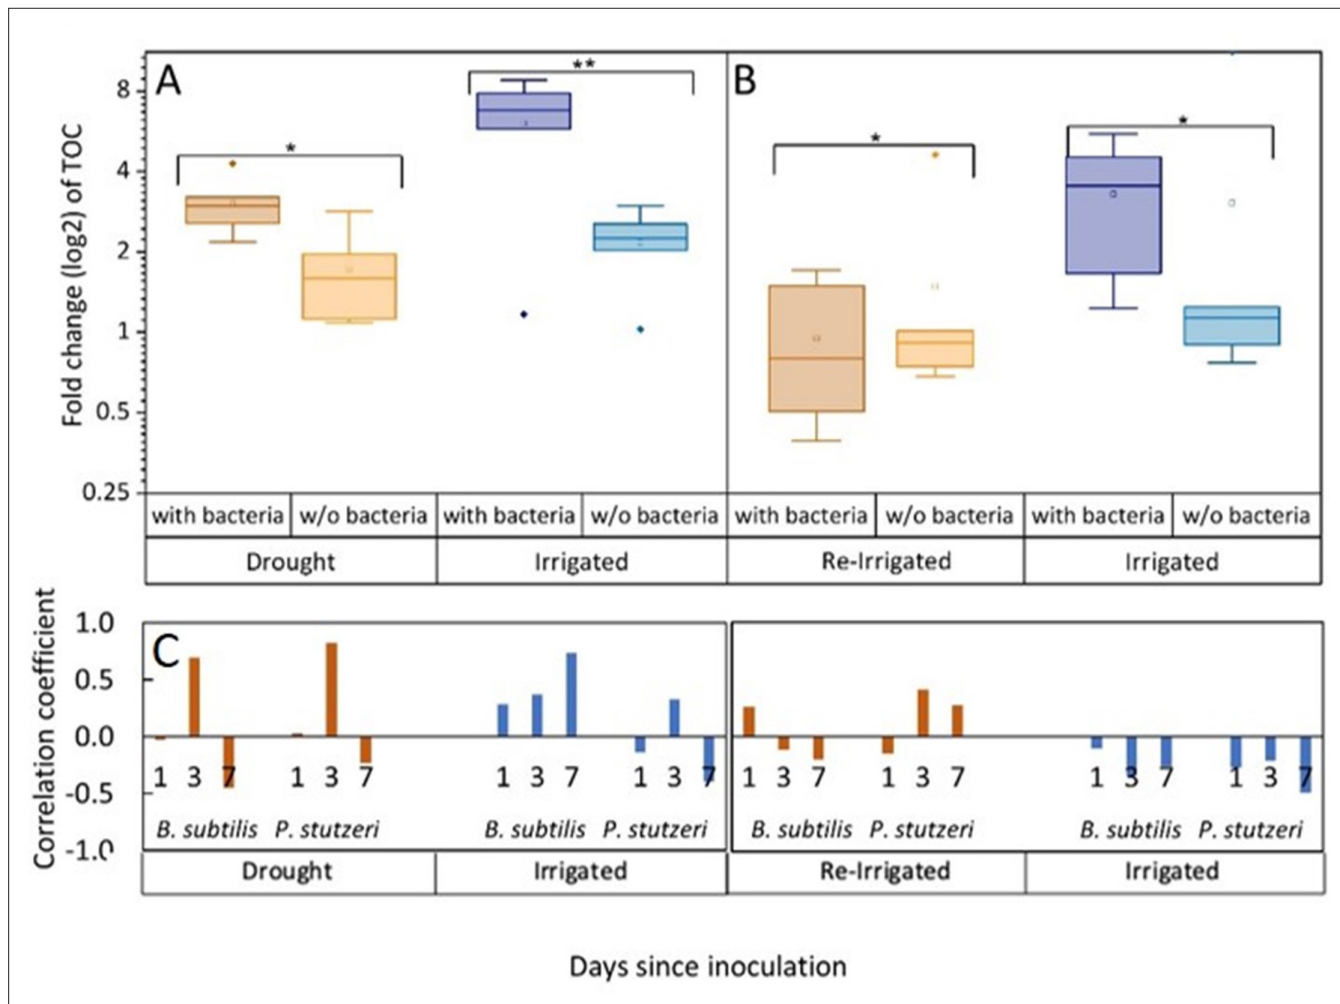 A
B
**
*
*
*
8
4
2
1
0.5
0.25
Fold change (log2) of TOC
with bacteria w/o bacteria with bacteria w/o bacteria with bacteria w/o bacteria with bacteria w/o bacteria
Drought Irrigated Re-Irrigated Irrigated
C
1.0
0.5
0.0
-0.5
-1.0
Correlation coefficient
1 3 7 1 3 7 1 3 7 1 3 7 1 3 7 1 3 7 1 3 7 1 3 7
B. subtilis P. stutzeri B. subtilis P. stutzeri B. subtilis P. stutzeri B. subtilis P. stutzeri
Drought Irrigated Re-Irrigated Irrigated
Days since inoculation